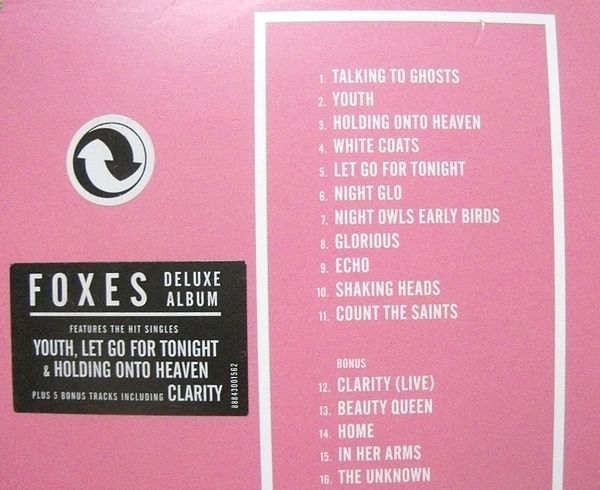 1. TALKING TO GHOSTS
2. YOUTH
3. HOLDING ONTO HEAVEN
4. WHITE COATS
5. LET GO FOR TONIGHT
6. NIGHT GLO
7. NIGHT OWLS EARLY BIRDS
8. GLORIOUS
9. ECHO
10. SHAKING HEADS
11. COUNT THE SAINTS
BONUS
12. CLARITY (LIVE)
13. BEAUTY QUEEN
14. HOME
15. IN HER ARMS
16. THE UNKNOWN
FOXES DELUXE ALBUM
FEATURES THE HIT SINGLES
YOUTH, LET GO FOR TONIGHT
& HOLDING ONTO HEAVEN
PLUS 5 BONUS TRACKS INCLUDING CLARITY
88843001562